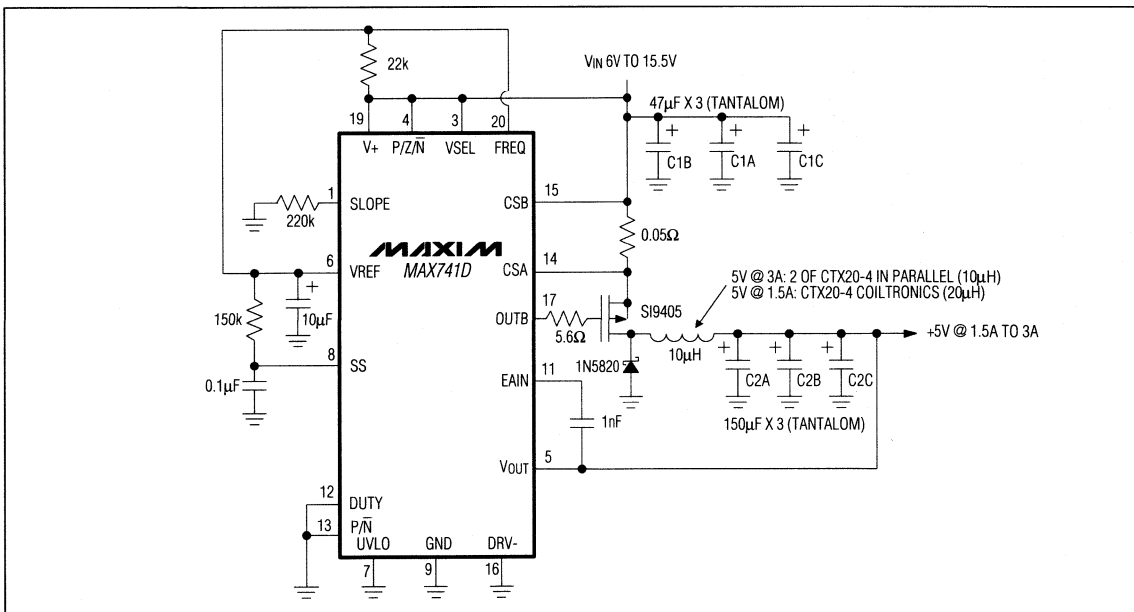 22k
VIN 6V TO 15.5V
47µF X 3 (TANTALOM)
19 4 3 20
V+ P/Z/N̅ VSEL FREQ
C1B C1A C1C
1 SLOPE
220k
CSB 15
0.05Ω
MAXIM
MAX741D
6 VREF
CSA 14
5V @ 3A: 2 OF CTX20-4 IN PARALLEL (10µH)
5V @ 1.5A: CTX20-4 COILTRONICS (20µH)
150k
10µF
OUTB 17
5.6Ω
SI9405
10µH
+5V @ 1.5A TO 3A
8 SS
0.1µF
1N5820
C2A C2B C2C
EAIN 11
1nF
150µF X 3 (TANTALOM)
VOUT 5
12 DUTY
13 P/N̅
UVLO GND DRV-
7 9 16